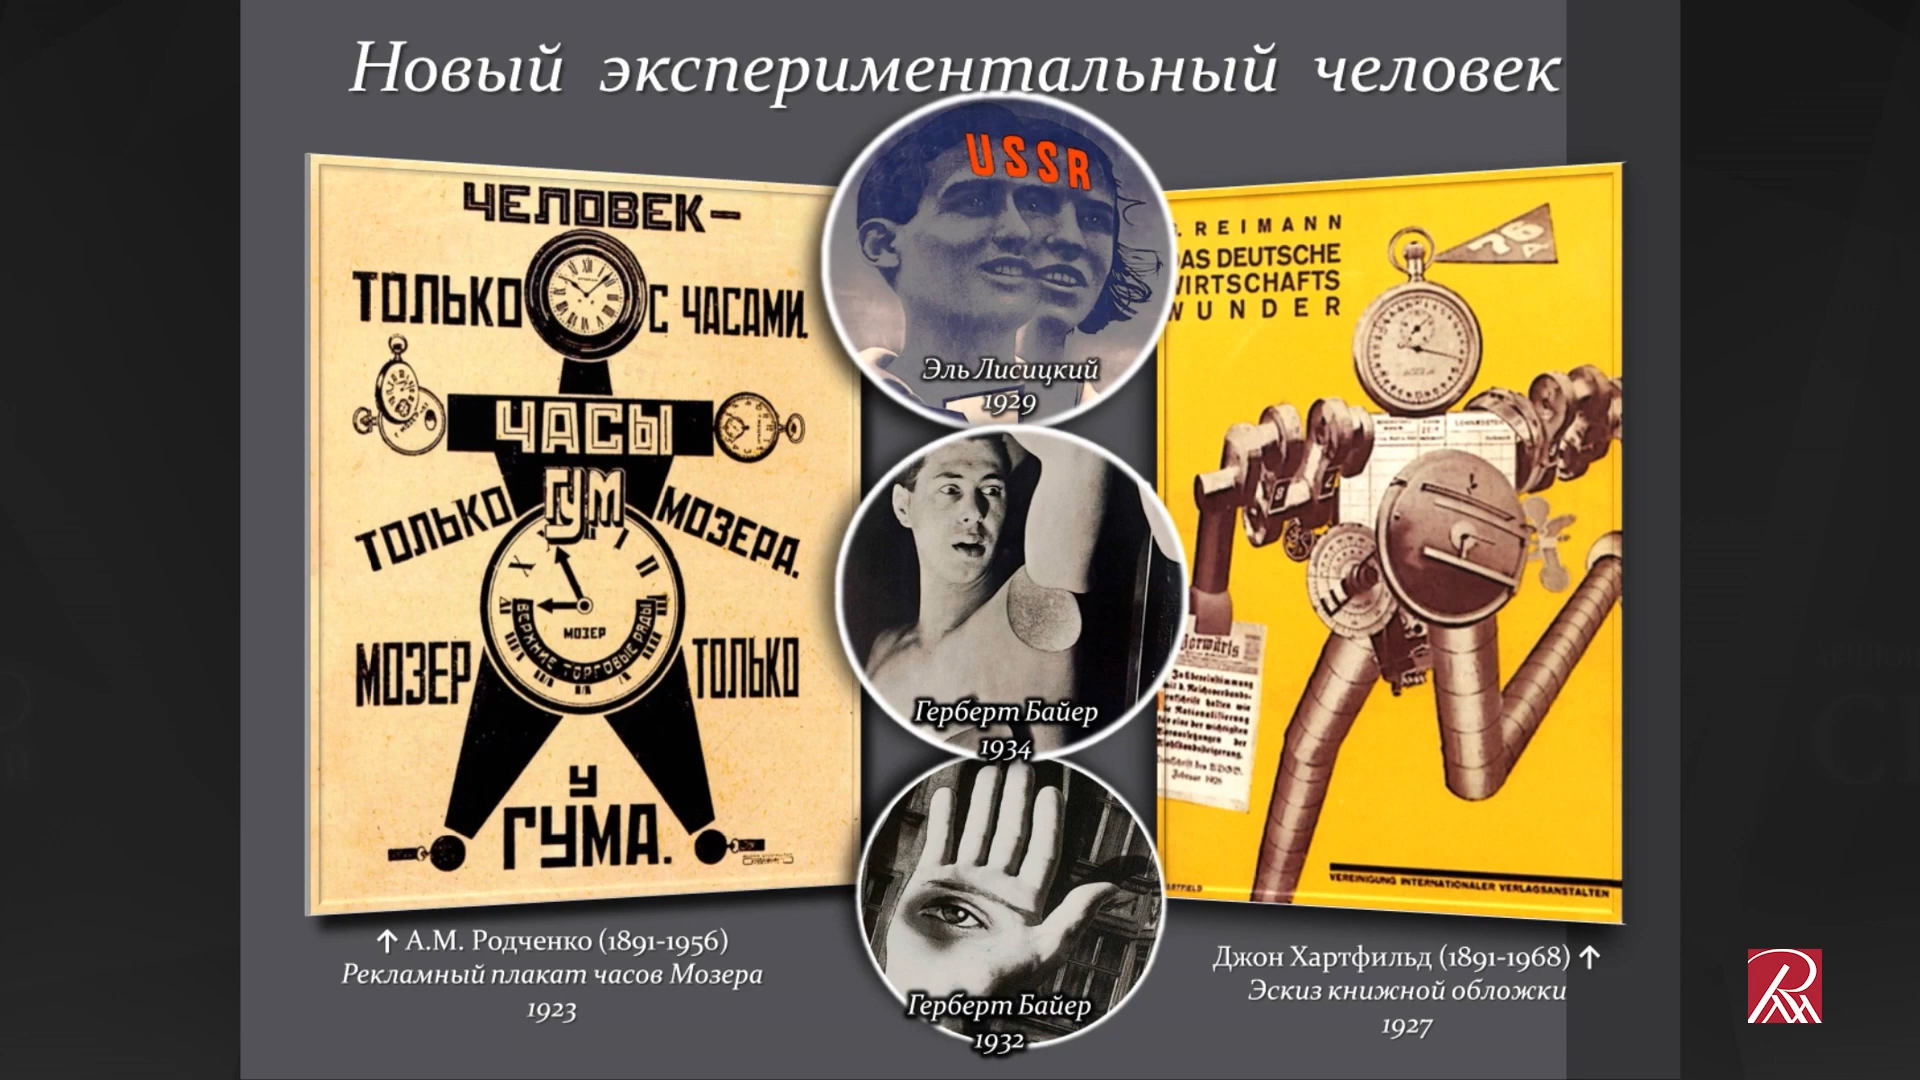 Новый экспериментальный человек
ЧЕЛОВЕК —
ТОЛЬКО С ЧАСАМИ.
ЧАСЫ
ГУМ
ТОЛЬКО МОЗЕРА.
МОЗЕР
ВЕРХНИЕ ТОРГОВЫЕ РЯДЫ
МОЗЕР ТОЛЬКО
У
ГУМА.
↑ А.М. Родченко (1891-1956)
Рекламный плакат часов Мозера
1923
USSR
Эль Лисицкий
1929
Герберт Байер
1934
Герберт Байер
1932
REIMANN
DAS DEUTSCHE
WIRTSCHAFTS
WUNDER
VEREINIGUNG INTERNATIONALER VERLAGSANSTALTEN
Джон Хартфильд (1891-1968) ↑
Эскиз книжной обложки
1927